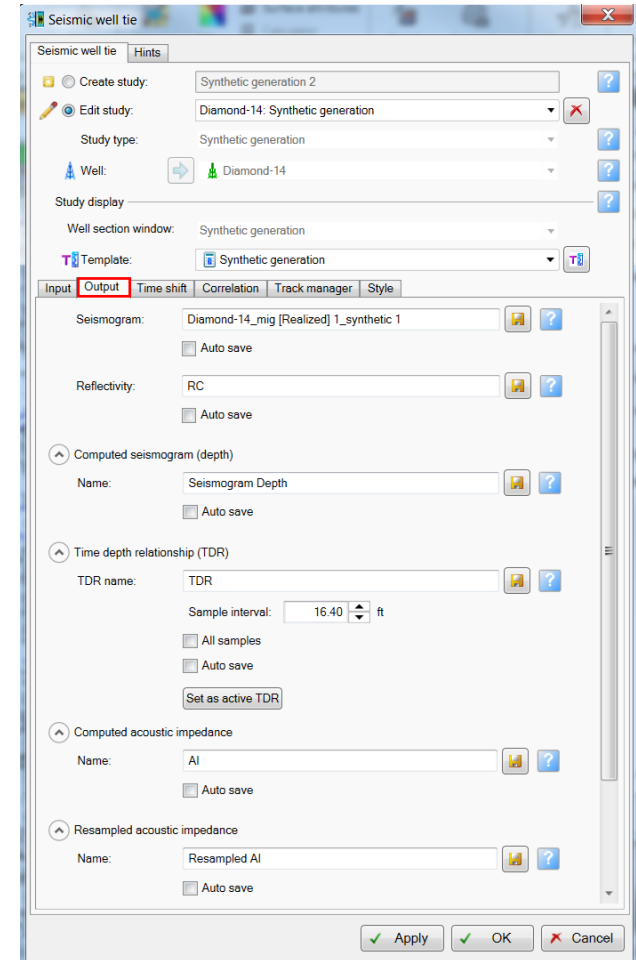 Seismic well tie
Seismic well tie Hints
Create study: Synthetic generation 2
Edit study: Diamond-14: Synthetic generation
Study type: Synthetic generation
Well: Diamond-14
Study display
Well section window: Synthetic generation
Template: Synthetic generation
Input Output Time shift Correlation Track manager Style
Seismogram: Diamond-14_mig [Realized] 1_synthetic 1
Auto save
Reflectivity: RC
Auto save
Computed seismogram (depth)
Name: Seismogram Depth
Auto save
Time depth relationship (TDR)
TDR name: TDR
Sample interval: 16.40 ft
All samples
Auto save
Set as active TDR
Computed acoustic impedance
Name: AI
Auto save
Resampled acoustic impedance
Name: Resampled AI
Auto save
Apply OK Cancel